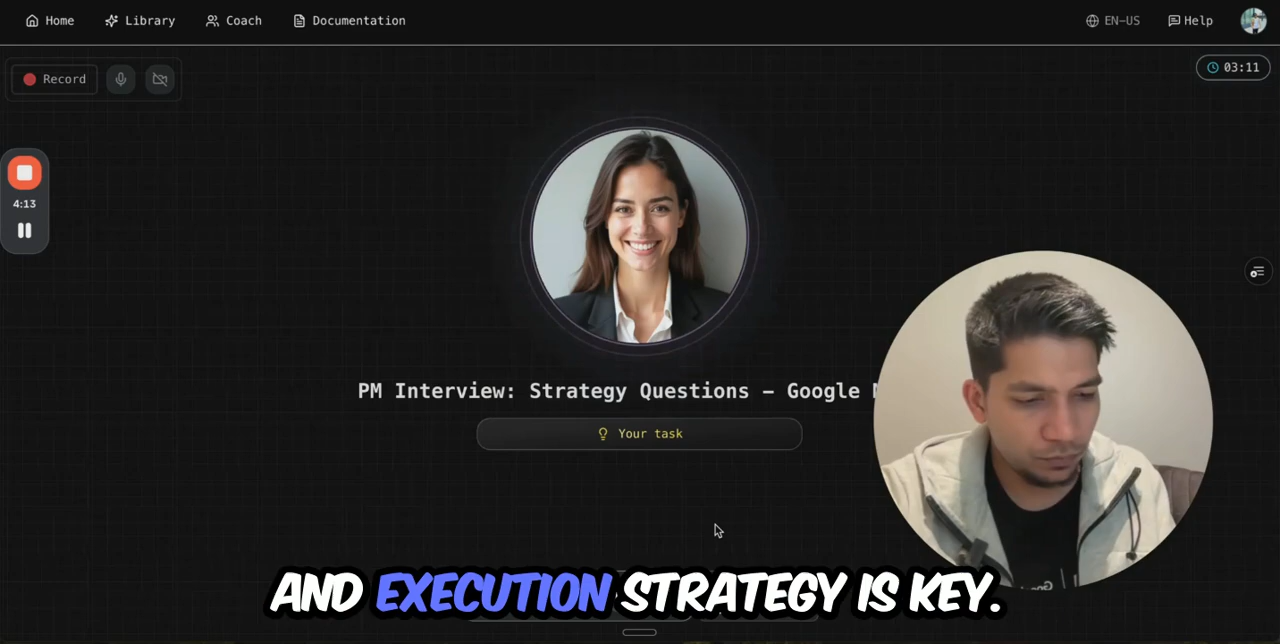 Home Library Coach Documentation EN-US Help
Record
03:11
4:13
PM Interview: Strategy Questions – Google
Your task
AND EXECUTION STRATEGY IS KEY.